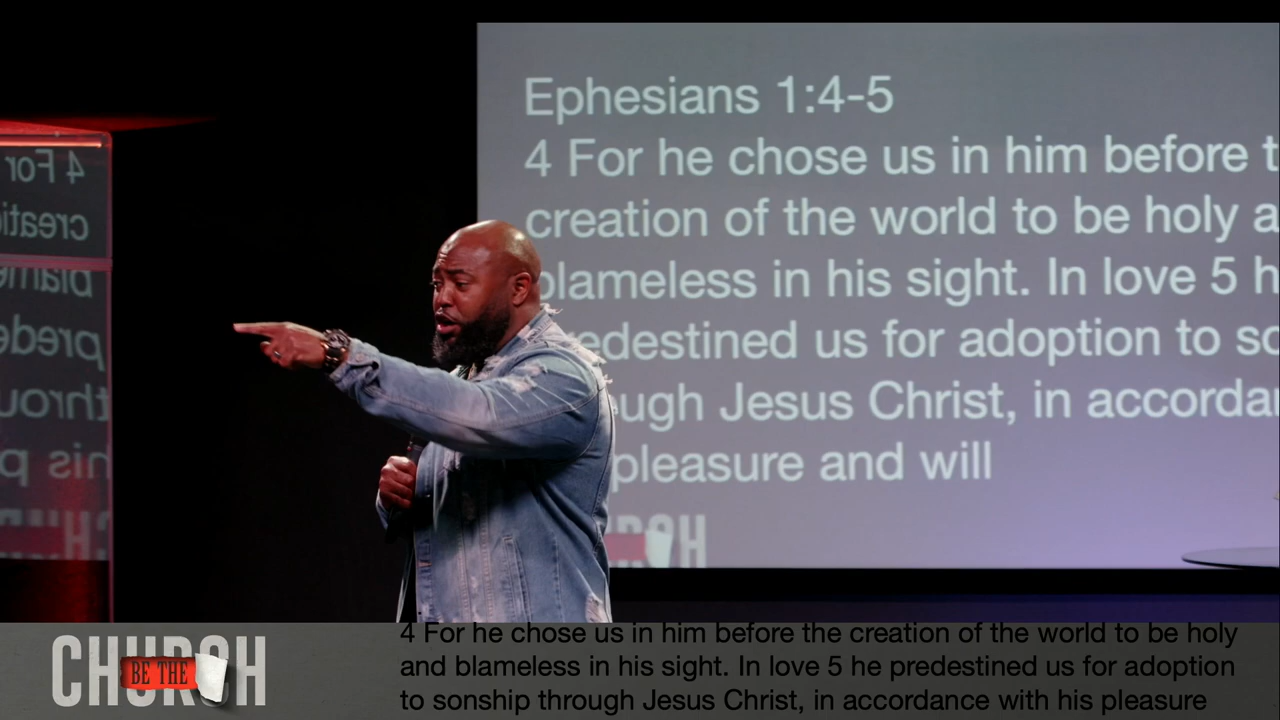 Ephesians 1:4-5
4 For he chose us in him before t
creation of the world to be holy a
blameless in his sight. In love 5 h
redestined us for adoption to so
ugh Jesus Christ, in accordar
pleasure and will
CHURCH
4 For
creatio
blame
prede
throu
his p
CH
CHURCH
BE THE
4 For he chose us in him before the creation of the world to be holy
and blameless in his sight. In love 5 he predestined us for adoption
to sonship through Jesus Christ, in accordance with his pleasure